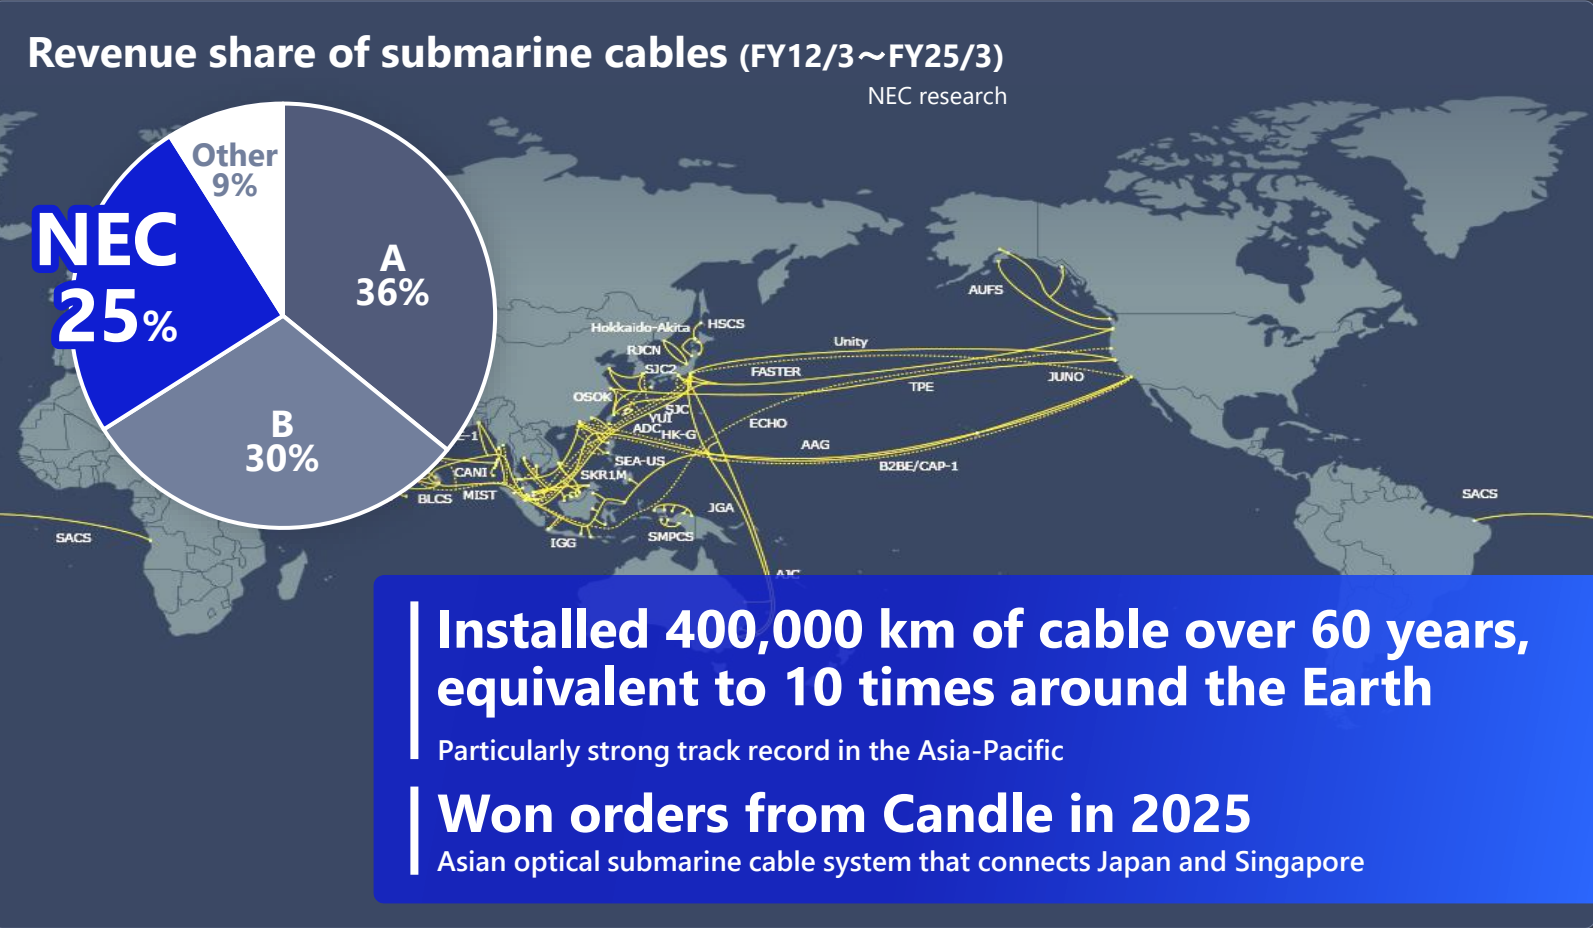 Revenue share of submarine cables (FY12/3～FY25/3)
NEC research
Other
9%
NEC
25%
A
36%
B
30%
AUFS
HSCS
Hokkaido-Akita
RJCN
SJC2
Unity
FASTER
TPE
JUNO
OSOK
SJC
YUI
ADC
HK-G
ECHO
AAG
B2BE/CAP-1
SEA-US
SKR1M
CANI
BLCS
MIST
JGA
SMPCS
IGG
AJC
SACS
SACS
Installed 400,000 km of cable over 60 years,
equivalent to 10 times around the Earth
Particularly strong track record in the Asia-Pacific
Won orders from Candle in 2025
Asian optical submarine cable system that connects Japan and Singapore